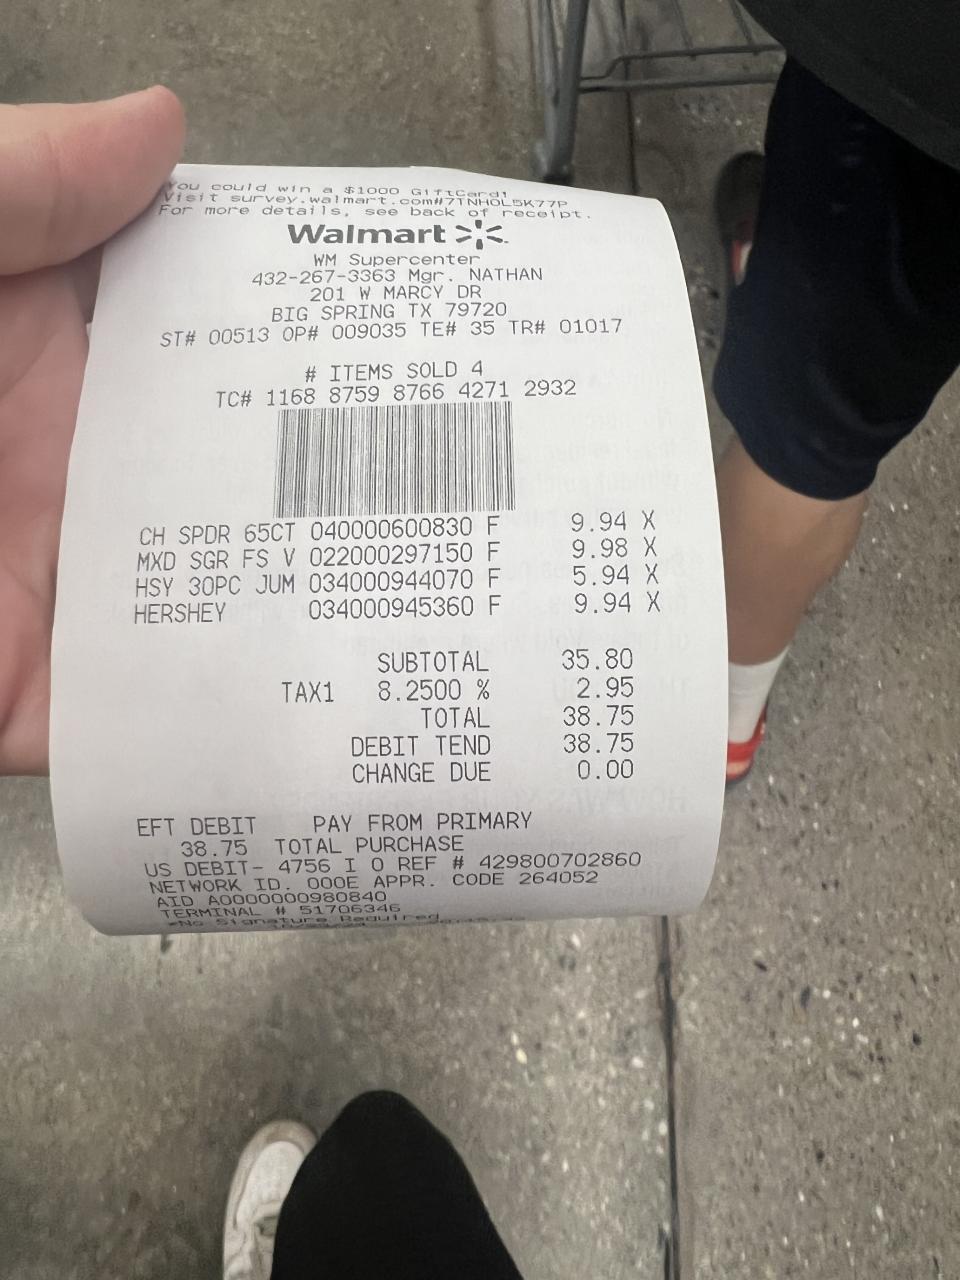 You could win a $1000 GiftCard!
Visit survey.walmart.com#7TNHOL5K77P
For more details, see back of receipt.
Walmart
WM Supercenter
432-267-3363 Mgr. NATHAN
201 W MARCY DR
BIG SPRING TX 79720
ST# 00513 OP# 009035 TE# 35 TR# 01017
# ITEMS SOLD 4
TC# 1168 8759 8766 4271 2932
CH SPDR 65CT 040000600830 F 9.94 X
MXD SGR FS V 022000297150 F 9.98 X
HSY 30PC JUM 034000944070 F 5.94 X
HERSHEY 034000945360 F 9.94 X
SUBTOTAL 35.80
TAX1 8.2500 % 2.95
TOTAL 38.75
DEBIT TEND 38.75
CHANGE DUE 0.00
EFT DEBIT PAY FROM PRIMARY
38.75 TOTAL PURCHASE
US DEBIT- 4756 I 0 REF # 429800702860
NETWORK ID. 000E APPR. CODE 264052
AID A0000000980840
TERMINAL # 51706346
*No Signature Required